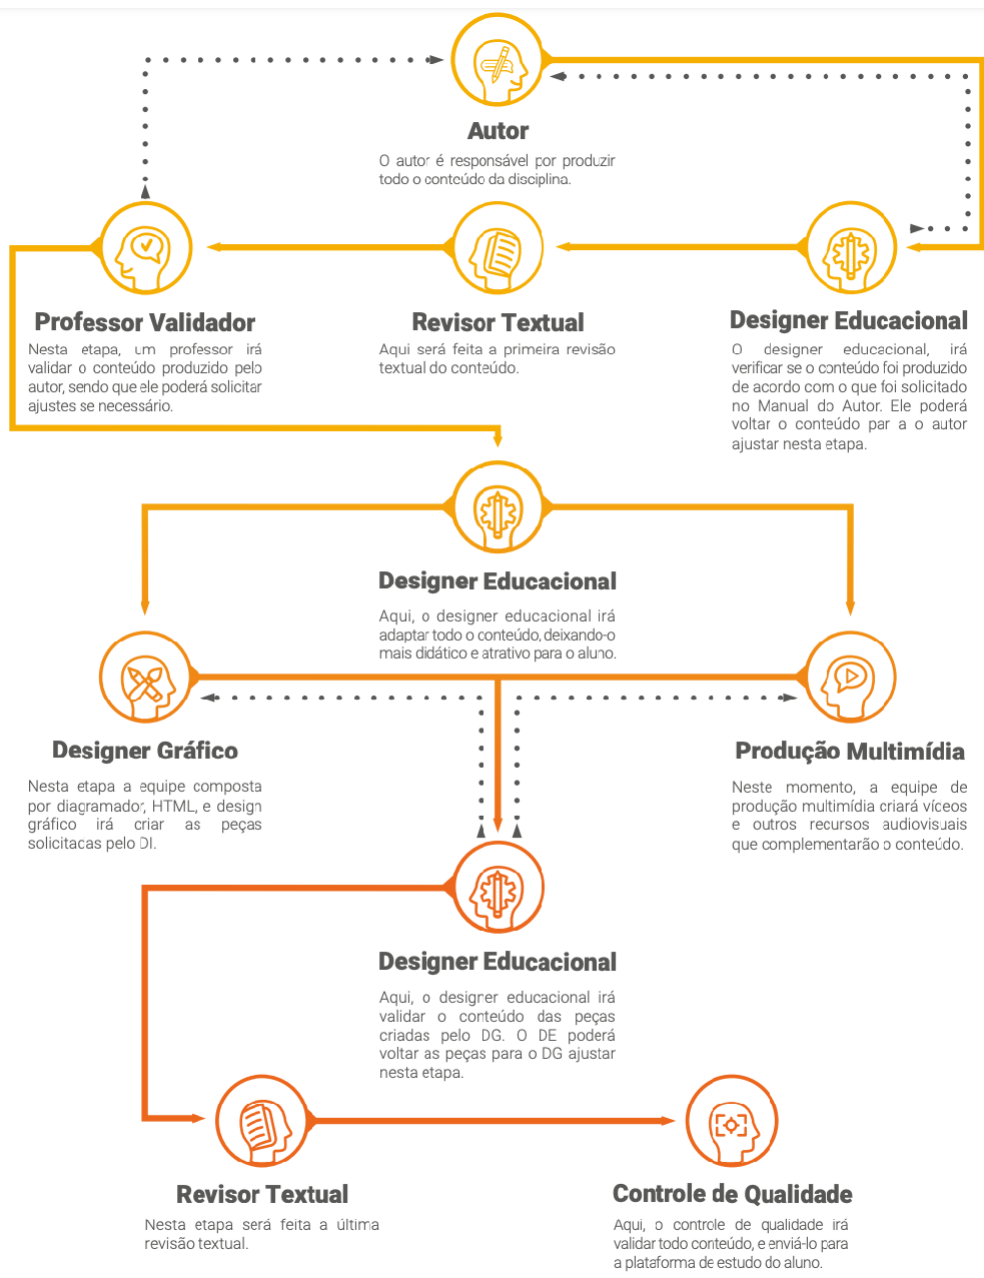 Autor
O autor é responsável por produzir
todo o conteúdo da disciplina.
Professor Validador
Nesta etapa, um professor irá
validar o conteúdo produzido pelo
autor, sendo que ele poderá solicitar
ajustes se necessário.
Revisor Textual
Aqui será feita a primeira revisão
textual do conteúdo.
Designer Educacional
O designer educacional, irá
verificar se o conteúdo foi produzido
de acordo com o que foi solicitado
no Manual do Autor. Ele poderá
voltar o conteúdo par a o autor
ajustar nesta etapa.
Designer Educacional
Aqui, o designer educacional irá
adaptar todo o conteúdo, deixando-o
mais didático e atrativo para o aluno.
Designer Gráfico
Nesta etapa a equipe composta
por diagramador, HTML, e design
gráfico irá criar as peças
solicitadas pelo DI.
Produção Multimídia
Neste momento, a equipe de
produção multimídia criará vídeos
e outros recursos audiovisuais
que complementarão o conteúdo.
Designer Educacional
Aqui, o designer educacional irá
validar o conteúdo das peças
criadas pelo DG. O DE poderá
voltar as peças para o DG ajustar
nesta etapa.
Revisor Textual
Nesta etapa será feita a última
revisão textual.
Controle de Qualidade
Aqui, o controle de qualidade irá
validar todo conteúdo, e enviá-lo para
a plataforma de estudo do aluno.